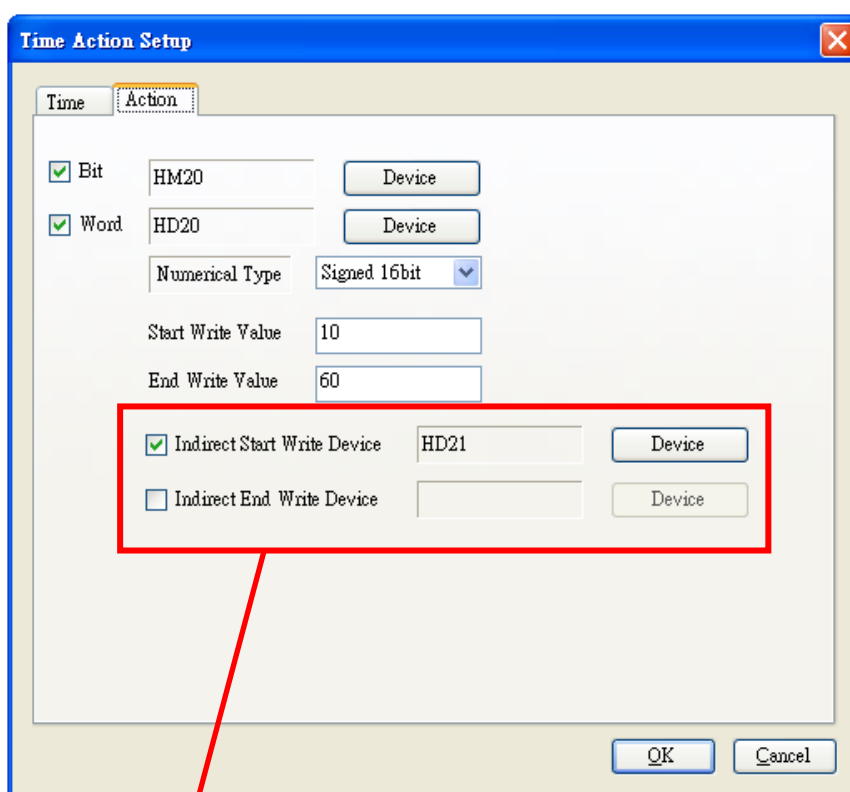 Time Action Setup
Time Action
Bit HM20 Device
Word HD20 Device
Numerical Type Signed 16bit
Start Write Value 10
End Write Value 60
Indirect Start Write Device HD21 Device
Indirect End Write Device Device
OK Cancel